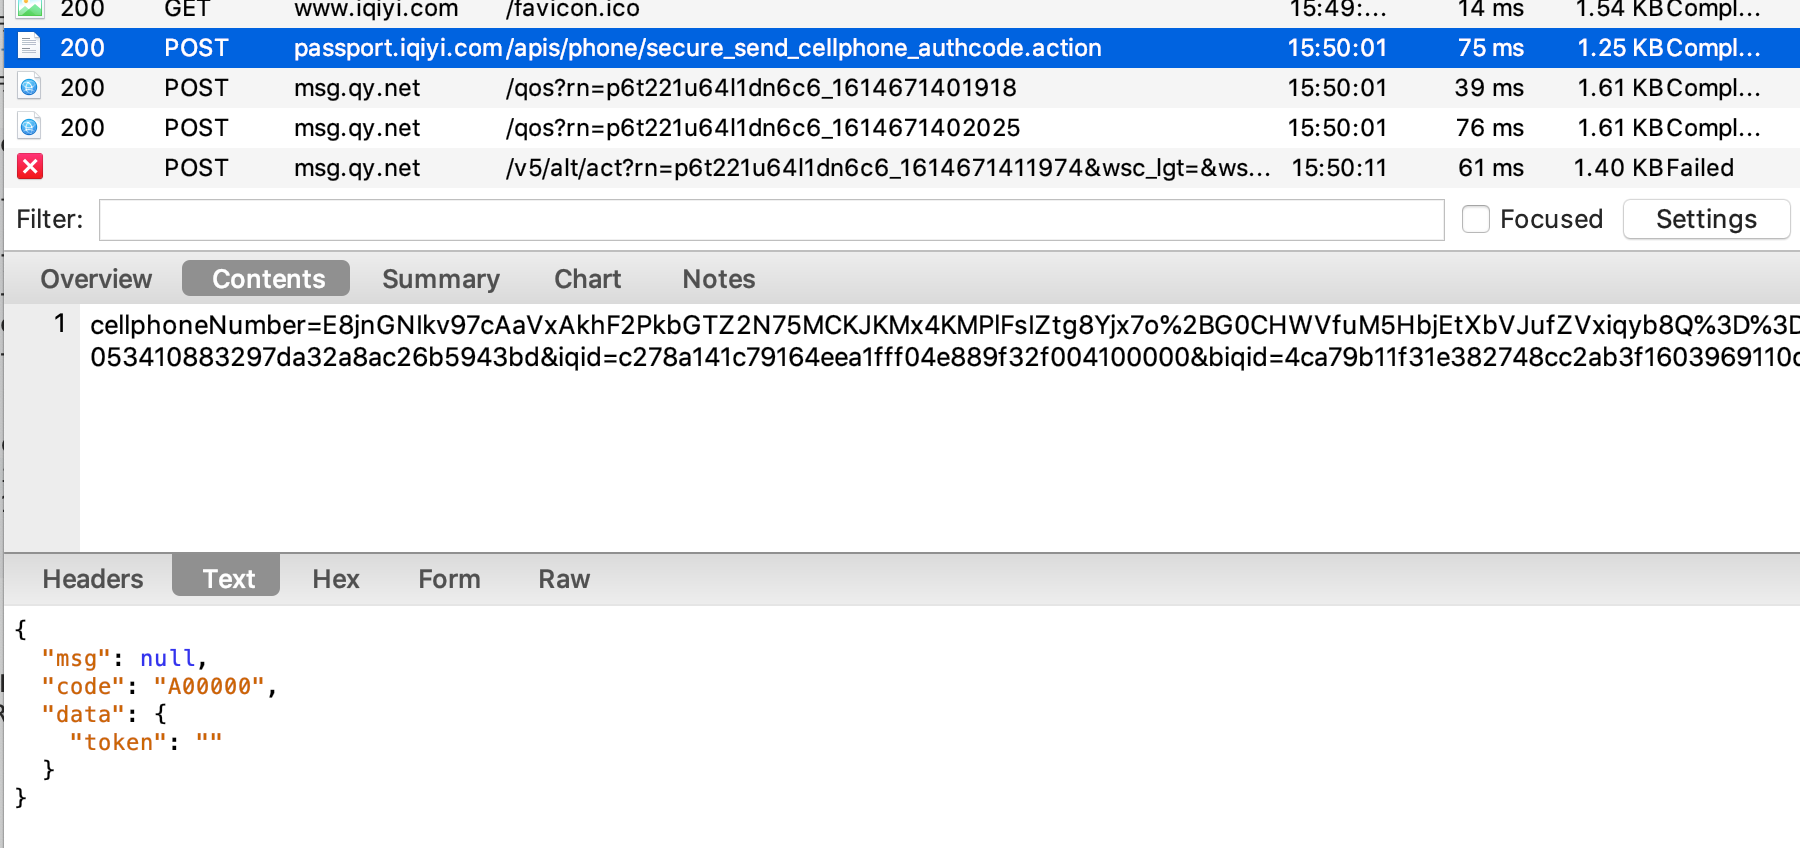 200 GET www.iqiyi.com /favicon.ico 15:49:... 14 ms 1.54 KB Compl...
200 POST passport.iqiyi.com /apis/phone/secure_send_cellphone_authcode.action 15:50:01 75 ms 1.25 KB Compl...
200 POST msg.qy.net /qos?rn=p6t221u64l1dn6c6_1614671401918 15:50:01 39 ms 1.61 KB Compl...
200 POST msg.qy.net /qos?rn=p6t221u64l1dn6c6_1614671402025 15:50:01 76 ms 1.61 KB Compl...
POST msg.qy.net /v5/alt/act?rn=p6t221u64l1dn6c6_1614671411974&wsc_lgt=&ws... 15:50:11 61 ms 1.40 KB Failed
Filter: Focused Settings
Overview Contents Summary Chart Notes
1 cellphoneNumber=E8jnGNIkv97cAaVxAkhF2PkbGTZ2N75MCKJKMx4KMPlFsIZtg8Yjx7o%2BG0CHWVfuM5HbjEtXbVJufZVxiqyb8Q%3D%3D
053410883297da32a8ac26b5943bd&iqid=c278a141c79164eea1fff04e889f32f004100000&biqid=4ca79b11f31e382748cc2ab3f1603969110c
Headers Text Hex Form Raw
{
"msg": null,
"code": "A00000",
"data": {
"token": ""
}
}